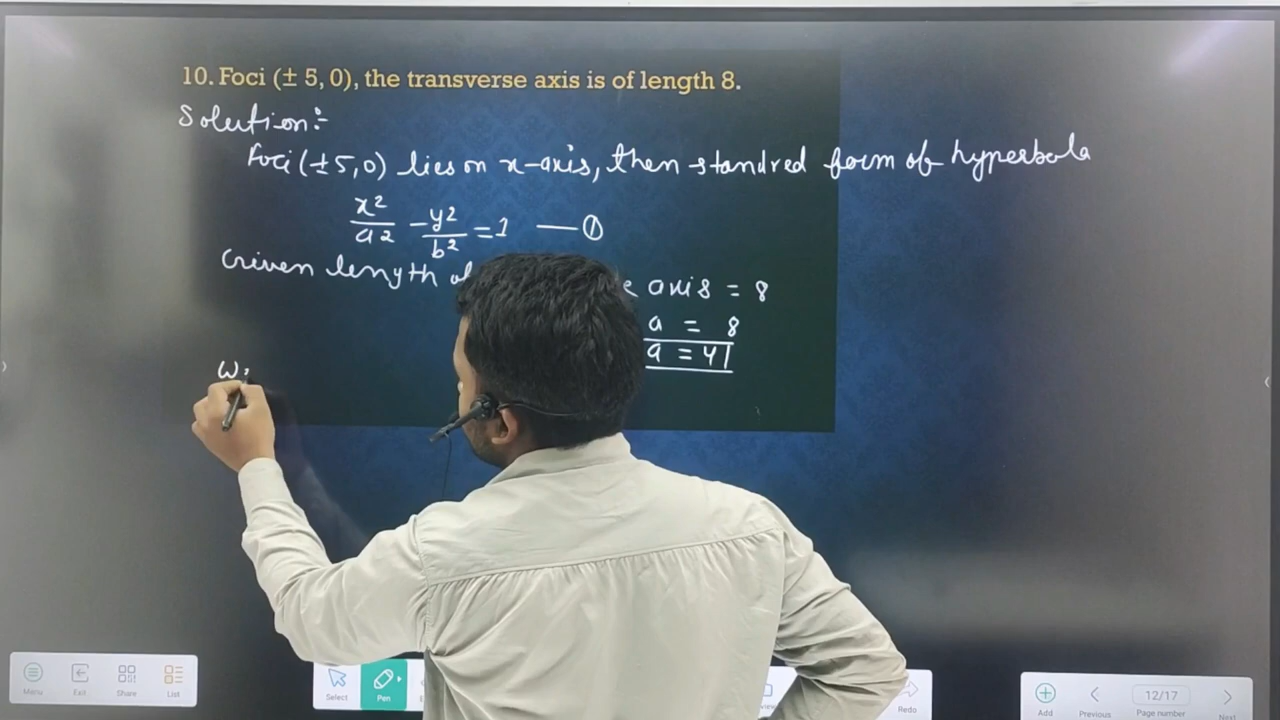 10. Foci (± 5, 0), the transverse axis is of length 8.
Solution:-
Foci (±5,0) lies on x-axis, then standred form of hyperbola
x²/a² - y²/b² = 1 — ①
Given length of axis = 8
a = 8
a = 4
w
Menu
Exit
Share
List
Select
Pen
Redo
Add
Previous
12/17
Page number
Next